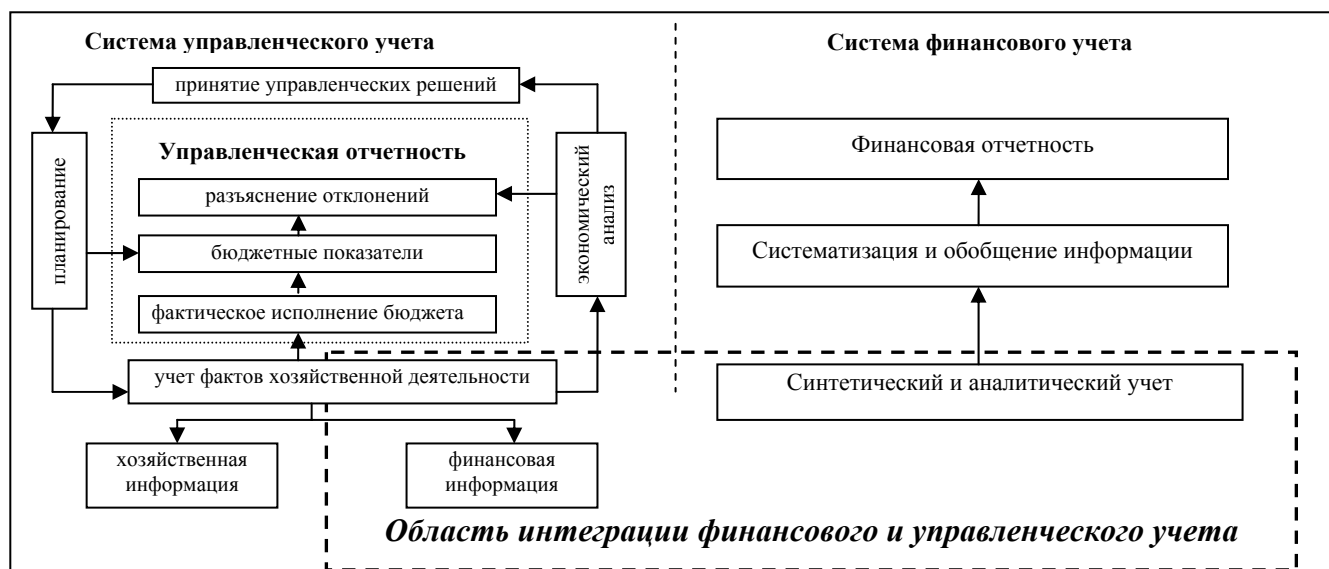 Система управленческого учета
Система финансового учета
принятие управленческих решений
Управленческая отчетность
разъяснение отклонений
бюджетные показатели
фактическое исполнение бюджета
планирование
экономический
анализ
учет фактов хозяйственной деятельности
хозяйственная
информация
финансовая
информация
Финансовая отчетность
Систематизация и обобщение информации
Синтетический и аналитический учет
Область интеграции финансового и управленческого учета